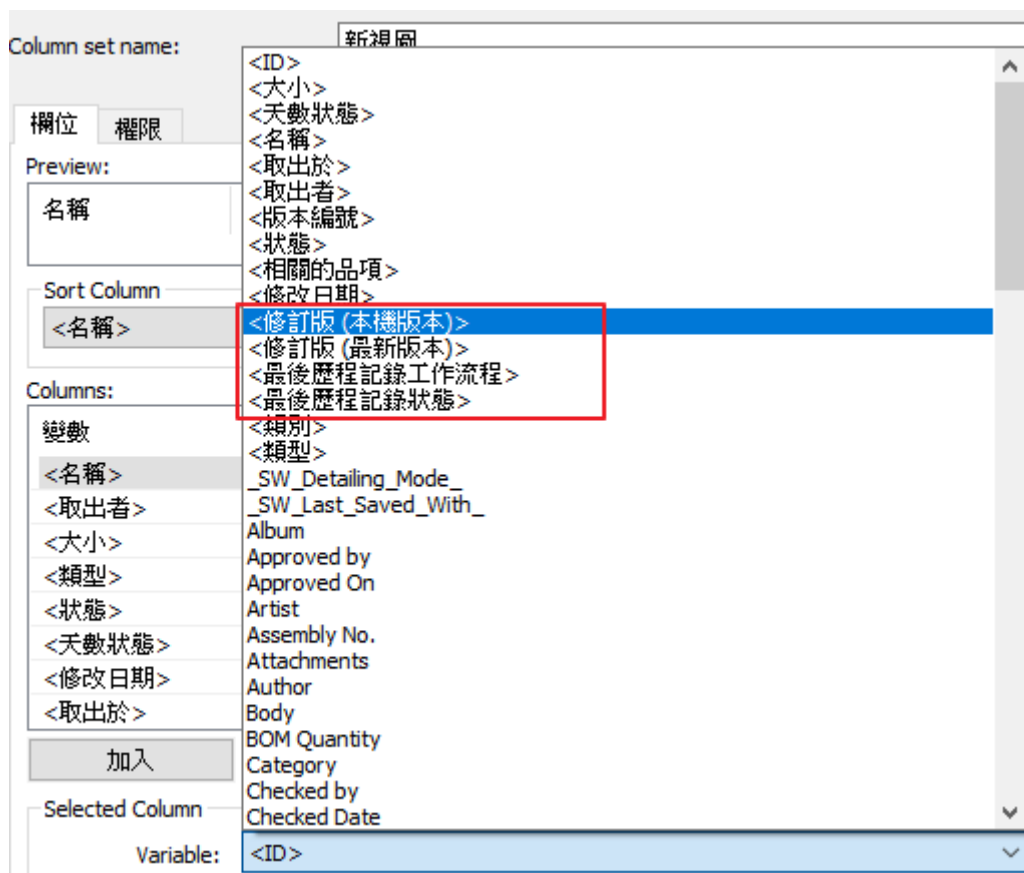 Column set name:
新視圖
欄位
權限
Preview:
名稱
Sort Column
<名稱>
Columns:
變數
<名稱>
<取出者>
<大小>
<類型>
<狀態>
<天數狀態>
<修改日期>
<取出於>
加入
Selected Column
Variable:
<ID>
<ID>
<大小>
<天數狀態>
<名稱>
<取出於>
<取出者>
<版本編號>
<狀態>
<相關的品項>
<修改日期>
<修訂版 (本機版本)>
<修訂版 (最新版本)>
<最後歷程記錄工作流程>
<最後歷程記錄狀態>
<類別>
<類型>
_SW_Detailing_Mode_
_SW_Last_Saved_With_
Album
Approved by
Approved On
Artist
Assembly No.
Attachments
Author
Body
BOM Quantity
Category
Checked by
Checked Date